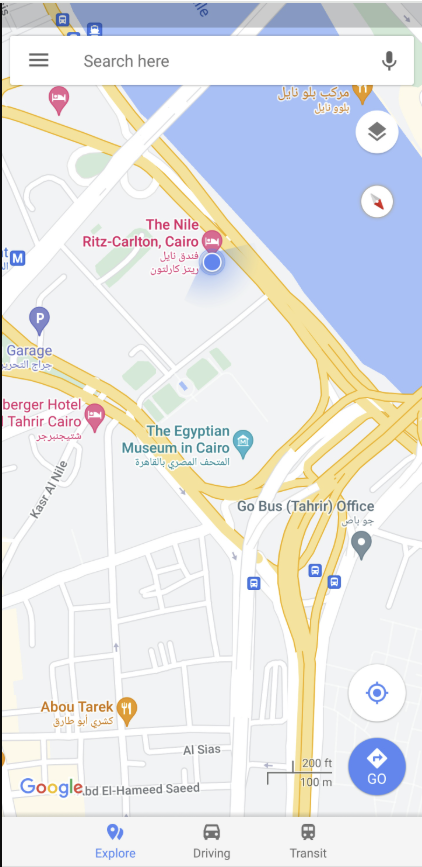 Nile
Search here
مركب بلو نايل
بلوو نايل
The Nile
Ritz-Carlton, Cairo
فندق نايل
ريتز كارلتون
M
P
Garage
جراج التحرير
berger Hotel
Tahrir Cairo
شتيجنبرجر
The Egyptian
Museum in Cairo
المتحف المصري بالقاهرة
Kasr Al Nile
Go Bus (Tahrir) Office
جو باص
Abou Tarek
كشري أبو طارق
Al Sias
200 ft
100 m
GO
Google
bd El-Hameed Saeed
Explore
Driving
Transit